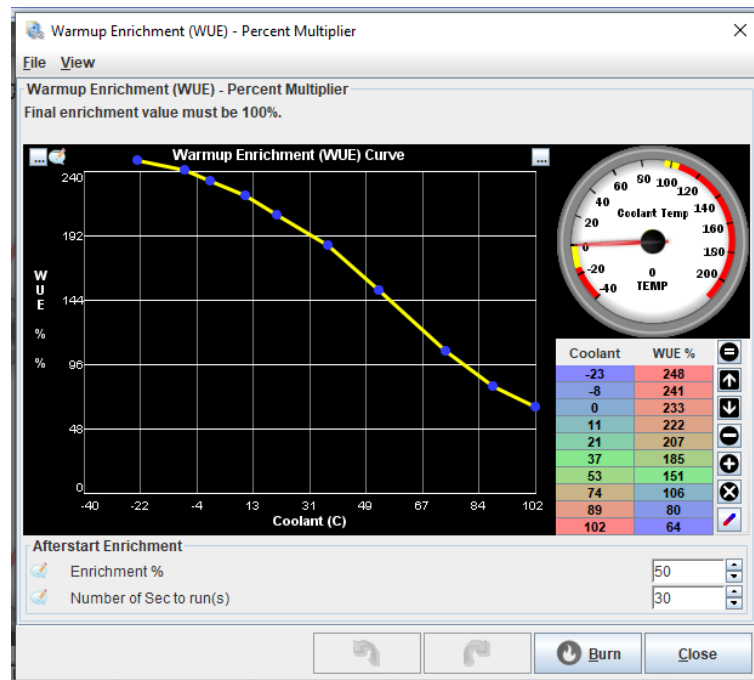 Warmup Enrichment (WUE) - Percent Multiplier
File View
Warmup Enrichment (WUE) - Percent Multiplier
Final enrichment value must be 100%.
... Warmup Enrichment (WUE) Curve ...
240
192
144
96
48
0
WUE % %
-40 -22 -4 13 31 49 67 84 102
Coolant (C)
-40 -20 0 20 40 60 80 100 120 140 160 180 200
Coolant Temp
0
TEMP
Coolant WUE %
-23 248
-8 241
0 233
11 222
21 207
37 185
53 151
74 106
89 80
102 64
Afterstart Enrichment
Enrichment % 50
Number of Sec to run(s) 30
Burn Close